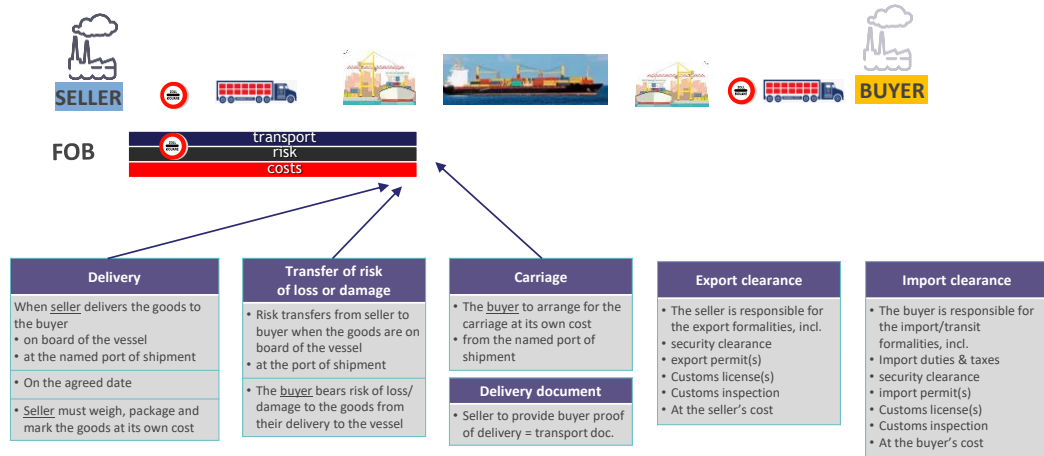 SELLER
ZOLL
DOUANE
ZOLL
DOUANE
BUYER
FOB
ZOLL
DOUANE
transport
risk
costs
Delivery
When seller delivers the goods to
the buyer
• on board of the vessel
• at the named port of shipment
• On the agreed date
• Seller must weigh, package and
mark the goods at its own cost
Transfer of risk
of loss or damage
• Risk transfers from seller to
buyer when the goods are on
board of the vessel
• at the port of shipment
• The buyer bears risk of loss/
damage to the goods from
their delivery to the vessel
Carriage
• The buyer to arrange for the
carriage at its own cost
• from the named port of
shipment
Delivery document
• Seller to provide buyer proof
of delivery = transport doc.
Export clearance
• The seller is responsible for
the export formalities, incl.
• security clearance
• export permit(s)
• Customs license(s)
• Customs inspection
• At the seller’s cost
Import clearance
• The buyer is responsible for
the import/transit
formalities, incl.
• Import duties & taxes
• security clearance
• import permit(s)
• Customs license(s)
• Customs inspection
• At the buyer’s cost